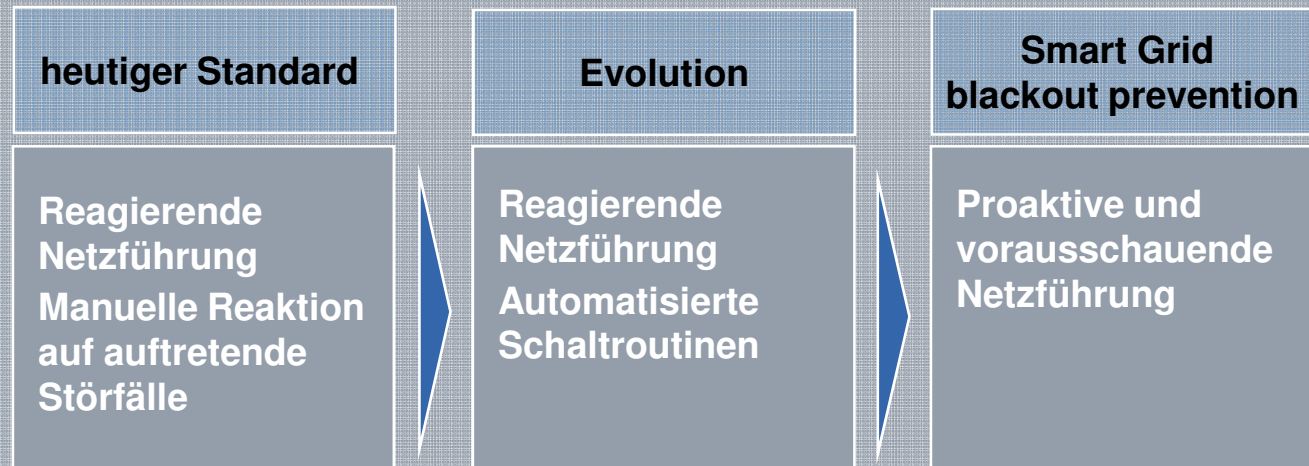 heutiger Standard
Reagierende
Netzführung
Manuelle Reaktion
auf auftretende
Störfälle
Evolution
Reagierende
Netzführung
Automatisierte
Schaltroutinen
Smart Grid
blackout prevention
Proaktive und
vorausschauende
Netzführung